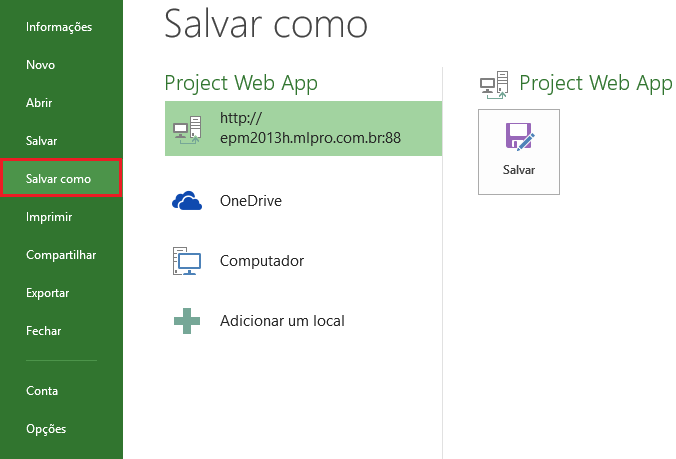 Informações
Novo
Abrir
Salvar
Salvar como
Imprimir
Compartilhar
Exportar
Fechar
Conta
Opções
Salvar como
Project Web App
http://
epm2013h.mlpro.com.br:88
OneDrive
Computador
Adicionar um local
Project Web App
Salvar